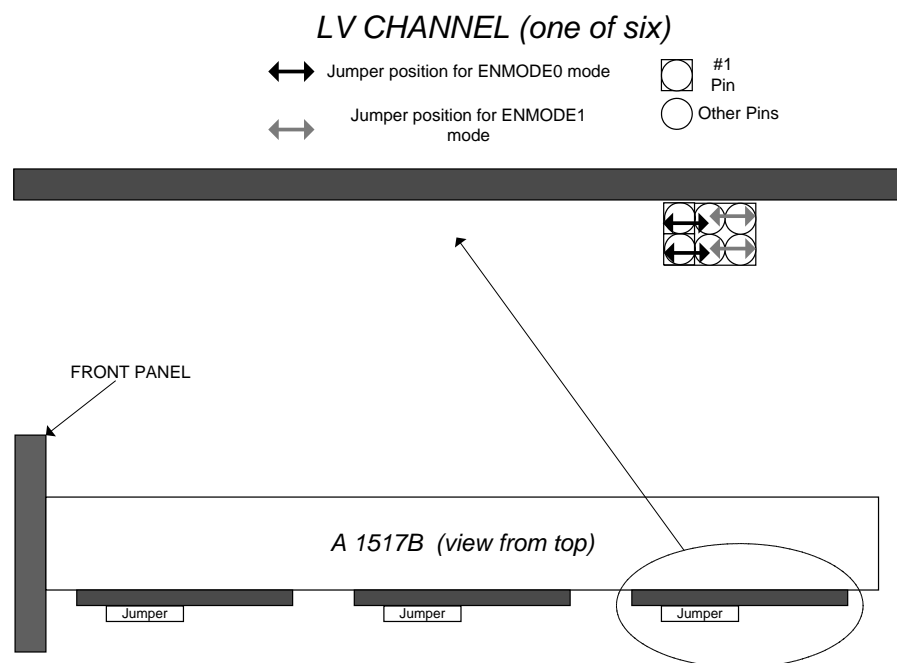 LV CHANNEL (one of six)
Jumper position for ENMODE0 mode
#1
Pin
Jumper position for ENMODE1
mode
Other Pins
FRONT PANEL
A 1517B (view from top)
Jumper
Jumper
Jumper